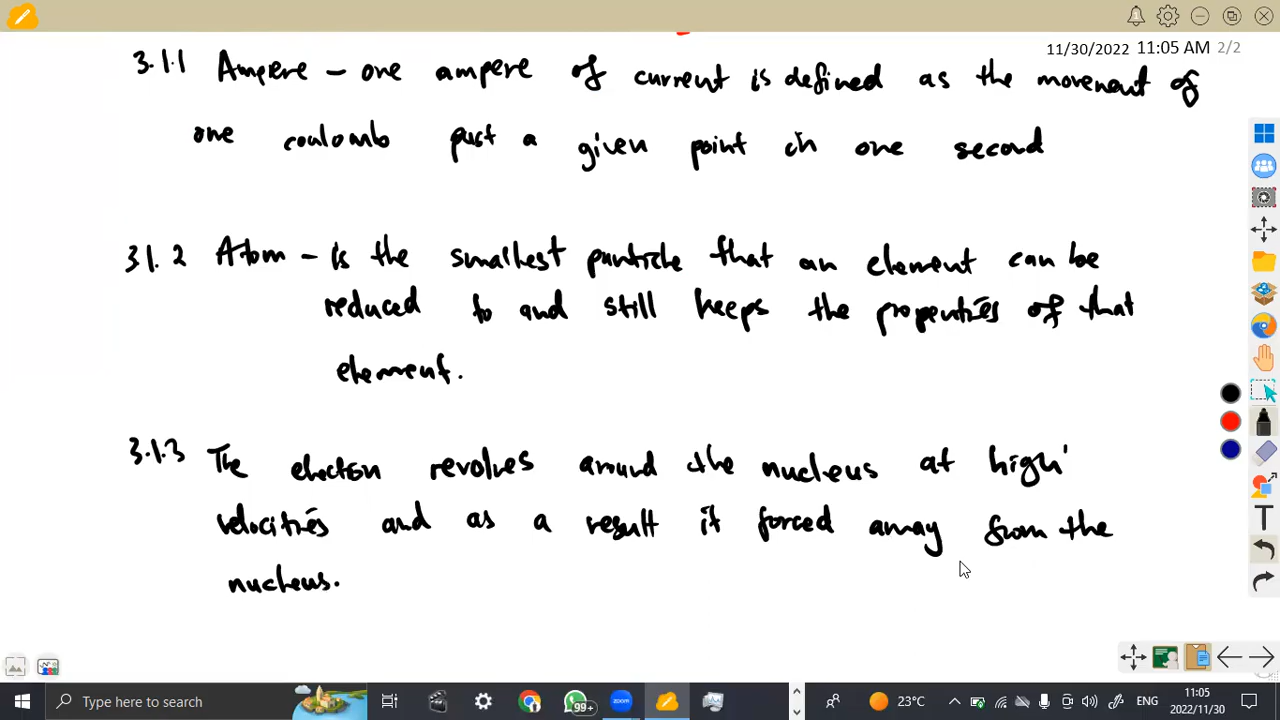 11/30/2022 11:05 AM 2/2
3.1.1 Ampere - one ampere of current is defined as the movement of
one coulomb past a given point in one second
3.1.2 Atom - is the smallest particle that an element can be
reduced to and still keeps the properties of that
element.
3.1.3 The electron revolves around the nucleus at high
velocities and as a result it forced away from the
nucleus.
T
Type here to search
99+
zoom
23°C
ENG
11:05
2022/11/30